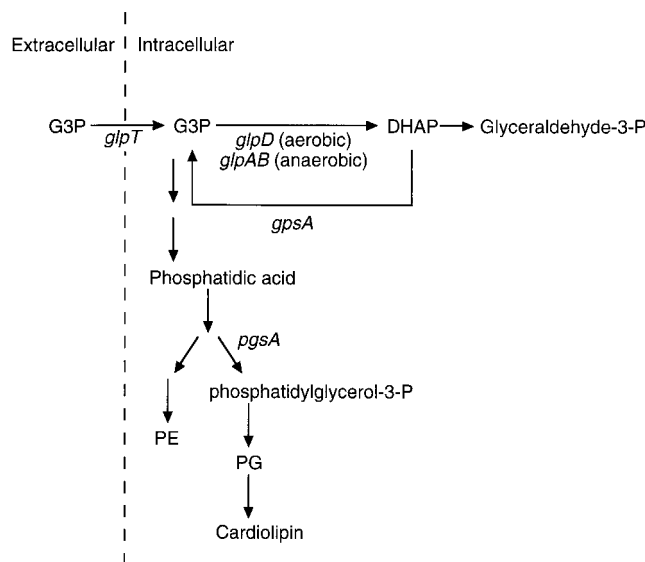 Extracellular Intracellular
G3P glpT G3P glpD (aerobic) DHAP Glyceraldehyde-3-P
glpAB (anaerobic)
gpsA
Phosphatidic acid
pgsA
phosphatidylglycerol-3-P
PE
PG
Cardiolipin